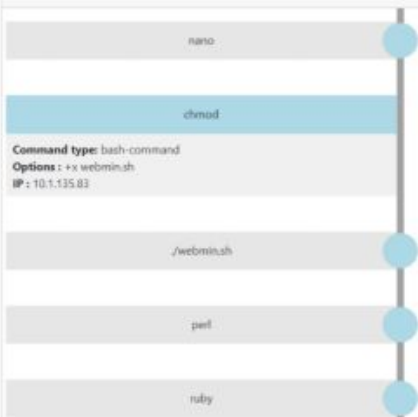 nano
chmod
Command type: bash-command
Options : +x webmin.sh
IP : 10.1.135.83
./webmin.sh
perl
ruby